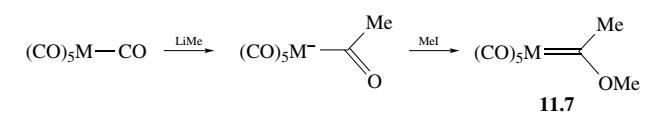 Me
(CO)₅M—CO LiMe (CO)₅M⁻ MeI (CO)₅M Me
O OMe
11.7